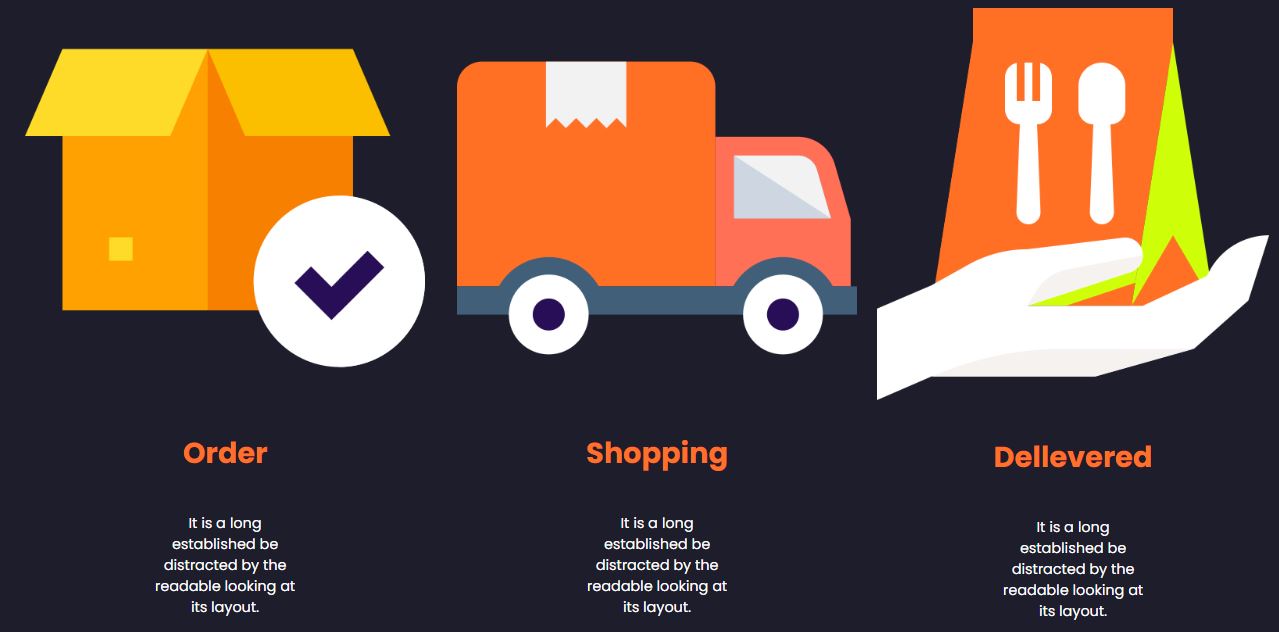 Order
It is a long
established be
distracted by the
readable looking at
its layout.
Shopping
It is a long
established be
distracted by the
readable looking at
its layout.
Dellevered
It is a long
established be
distracted by the
readable looking at
its layout.